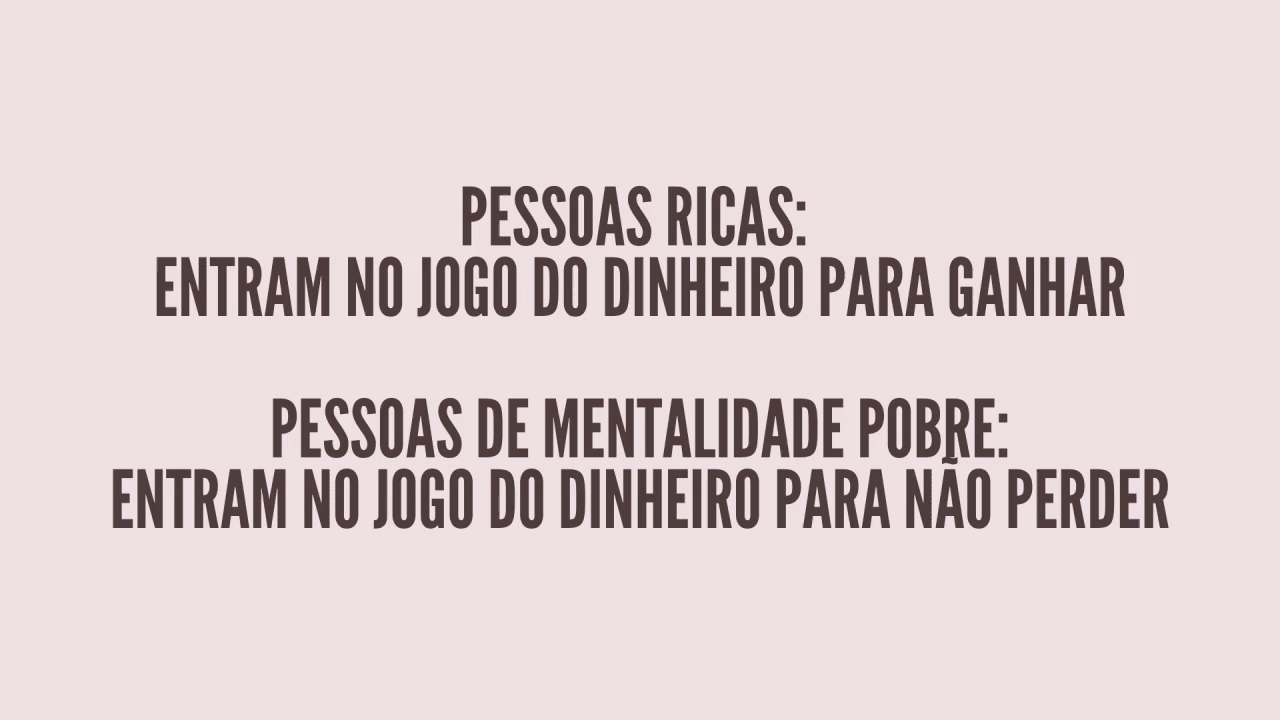 PESSOAS RICAS:
ENTRAM NO JOGO DO DINHEIRO PARA GANHAR
PESSOAS DE MENTALIDADE POBRE:
ENTRAM NO JOGO DO DINHEIRO PARA NÃO PERDER